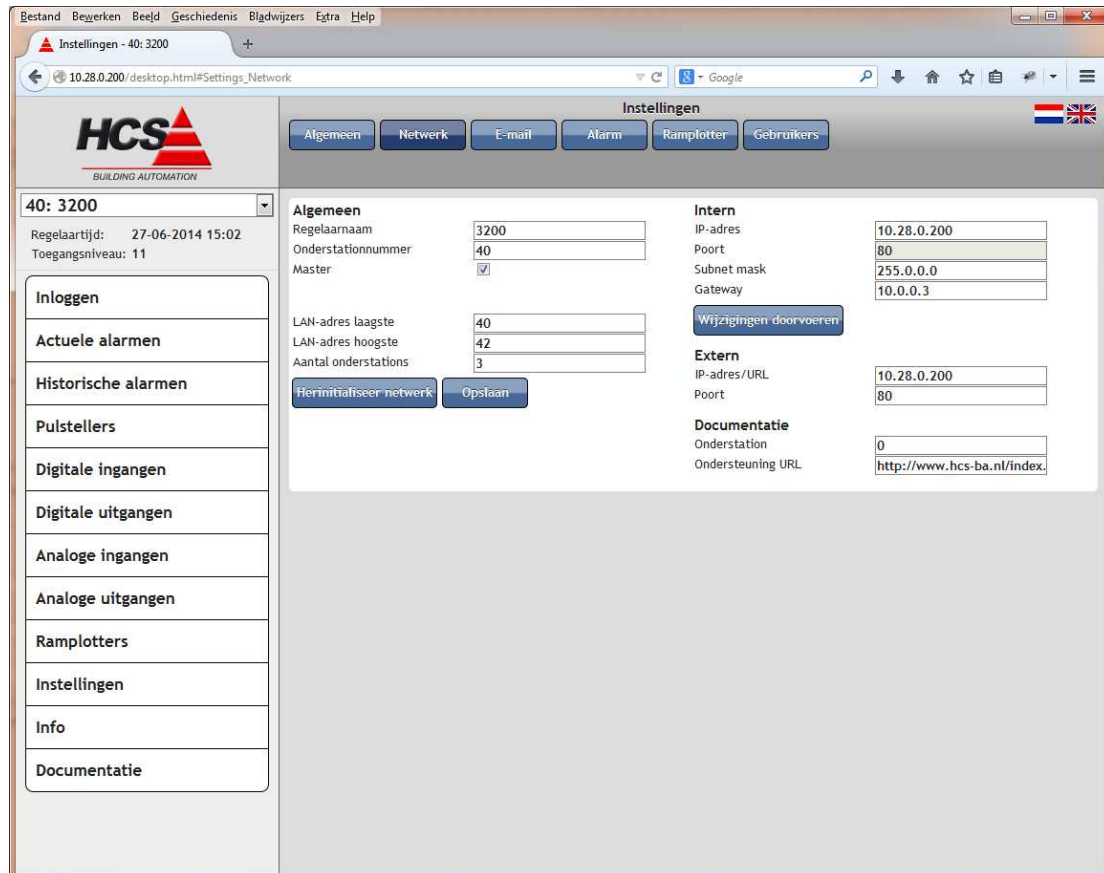 Bestand Bewerken Beeld Geschiedenis Bladwijzers Extra Help
Instellingen - 40: 3200
10.28.0.200/desktop.html#Settings_Network
Google
HCS
BUILDING AUTOMATION
Instellingen
Algemeen Netwerk E-mail Alarm Ramplotter Gebruikers
40: 3200
Regelaartijd: 27-06-2014 15:02
Toegangsniveau: 11
Inloggen
Actuele alarmen
Historische alarmen
Pulstellers
Digitale ingangen
Digitale uitgangen
Analoge ingangen
Analoge uitgangen
Ramplotters
Instellingen
Info
Documentatie
Algemeen
Regelaarnaam 3200
Onderstationnummer 40
Master
LAN-adres laagste 40
LAN-adres hoogste 42
Aantal onderstations 3
Herinitialiseer netwerk Opslaan
Intern
IP-adres 10.28.0.200
Poort 80
Subnet mask 255.0.0.0
Gateway 10.0.0.3
Wijzigingen doorvoeren
Extern
IP-adres/URL 10.28.0.200
Poort 80
Documentatie
Onderstation 0
Ondersteuning URL http://www.hcs-ba.nl/index.